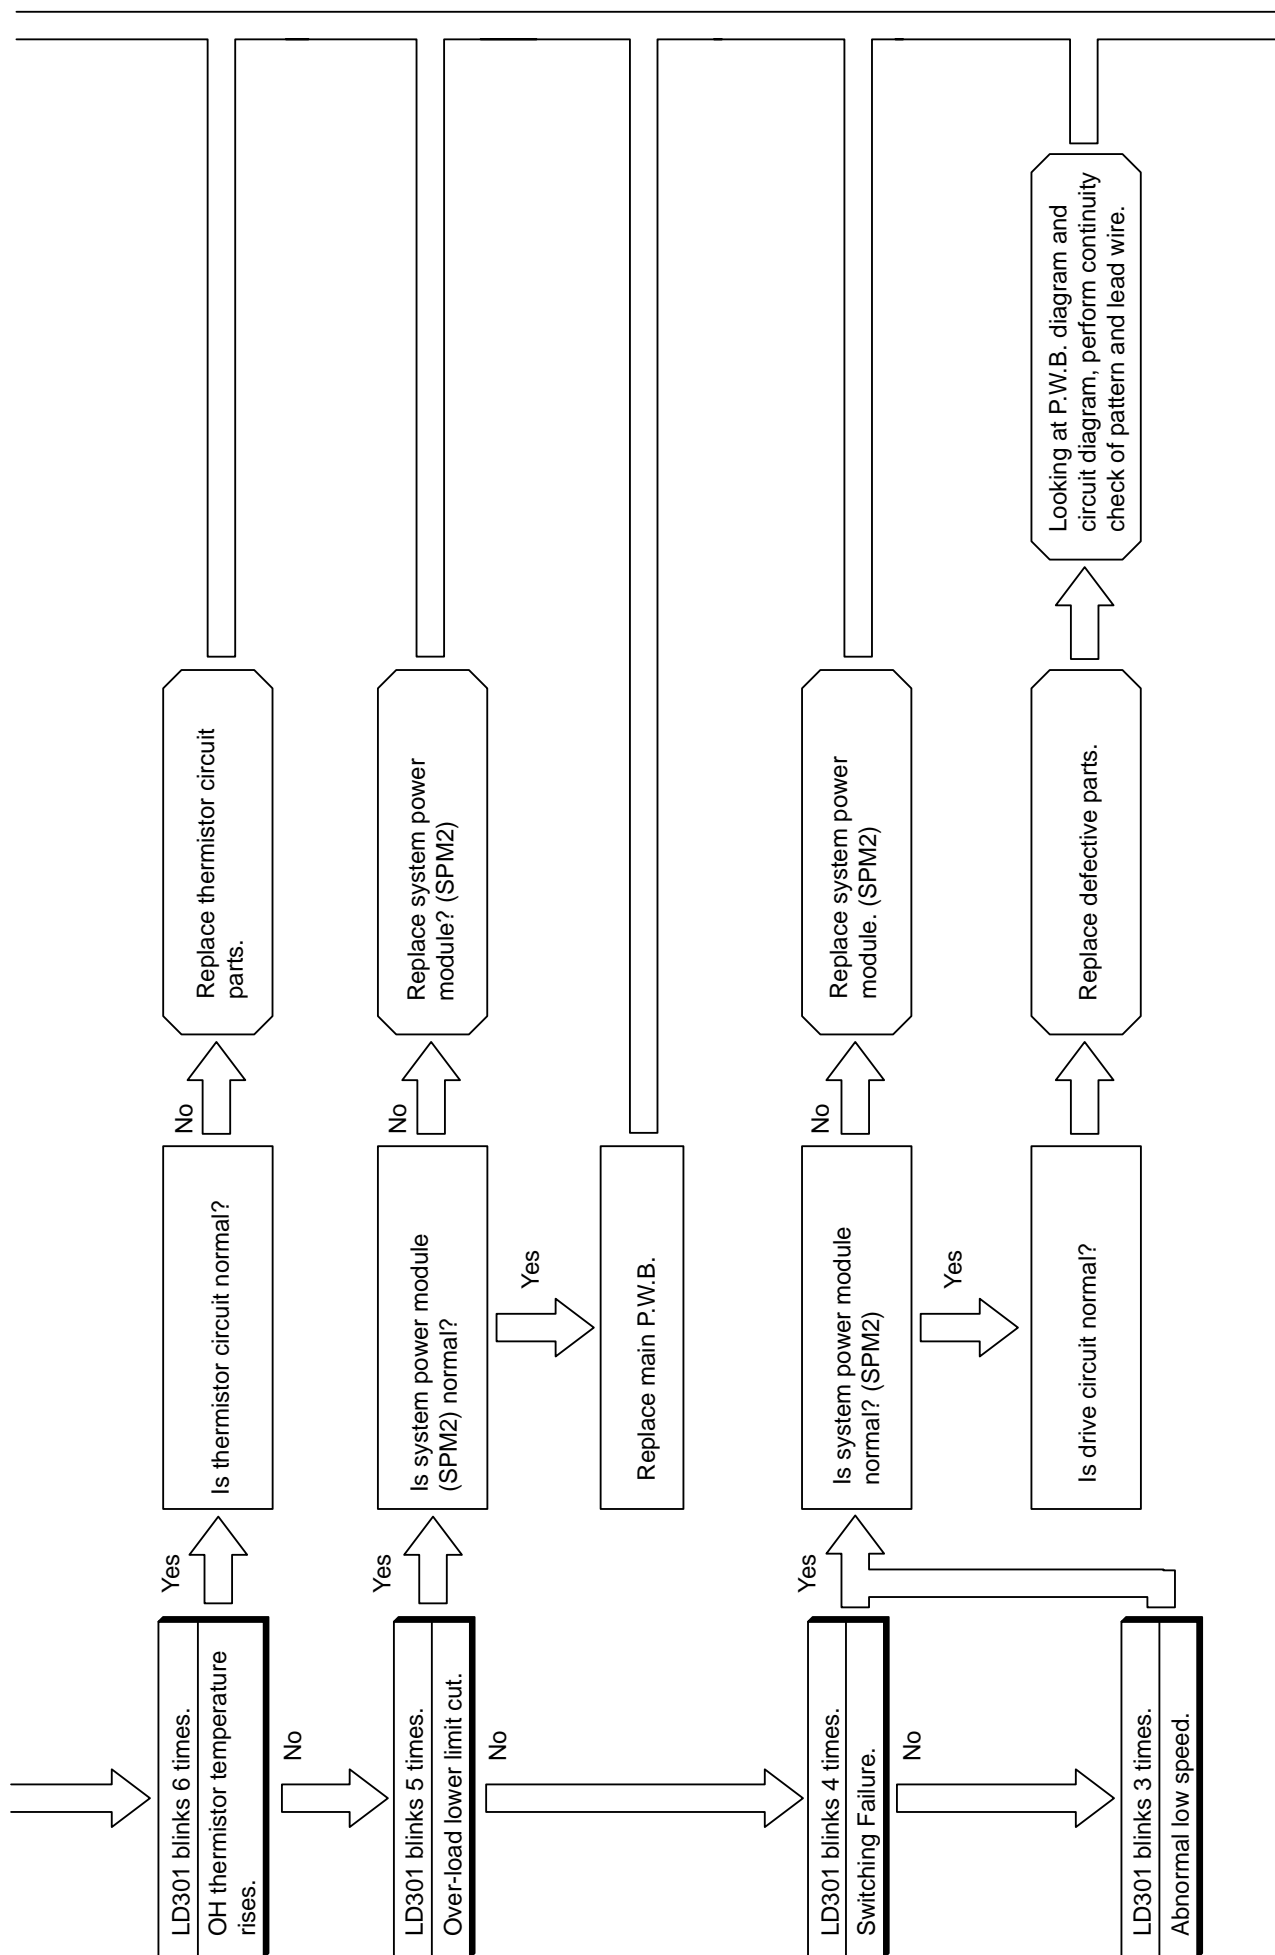 LD301 blinks 6 times.
OH thermistor temperature
rises.
Yes
Is thermistor circuit normal?
No
Replace thermistor circuit
parts.
No
LD301 blinks 5 times.
Over-load lower limit cut.
Yes
Is system power module
(SPM2) normal?
No
Replace system power
module? (SPM2)
Yes
Replace main P.W.B.
No
LD301 blinks 4 times.
Switching Failure.
Yes
Is system power module
normal? (SPM2)
No
Replace system power
module. (SPM2)
Yes
Is drive circuit normal?
Replace defective parts.
Looking at P.W.B. diagram and
circuit diagram, perform continuity
check of pattern and lead wire.
No
LD301 blinks 3 times.
Abnormal low speed.